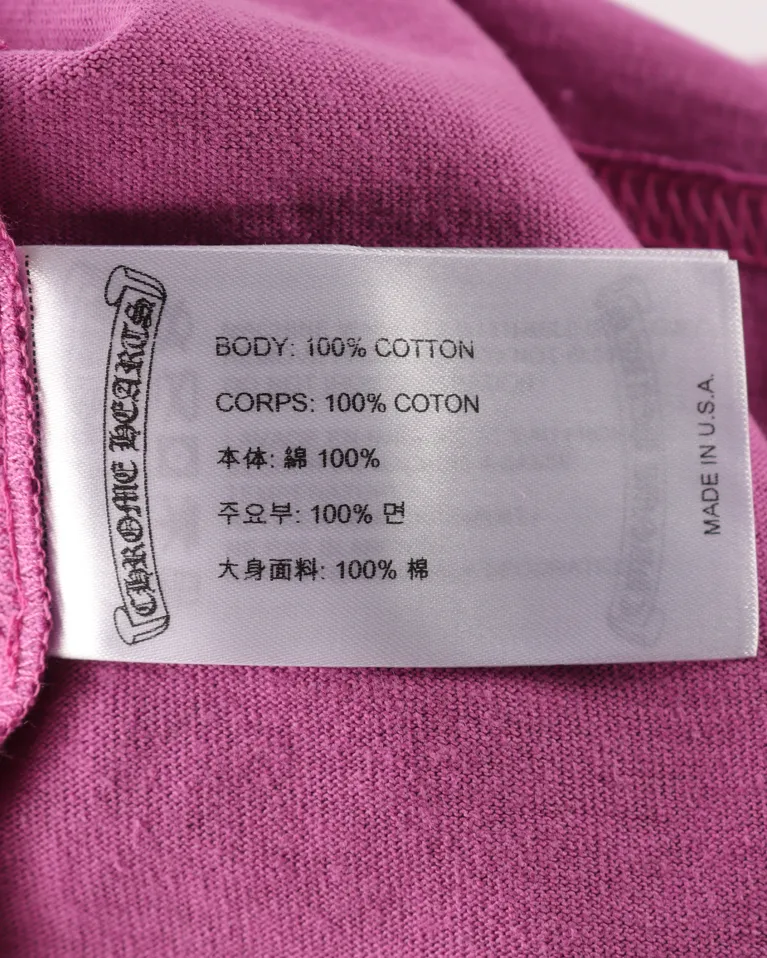 CHROME HEARTS
BODY: 100% COTTON
CORPS: 100% COTON
本体: 綿 100%
주요부: 100% 면
大身面料: 100% 棉
MADE IN U.S.A.